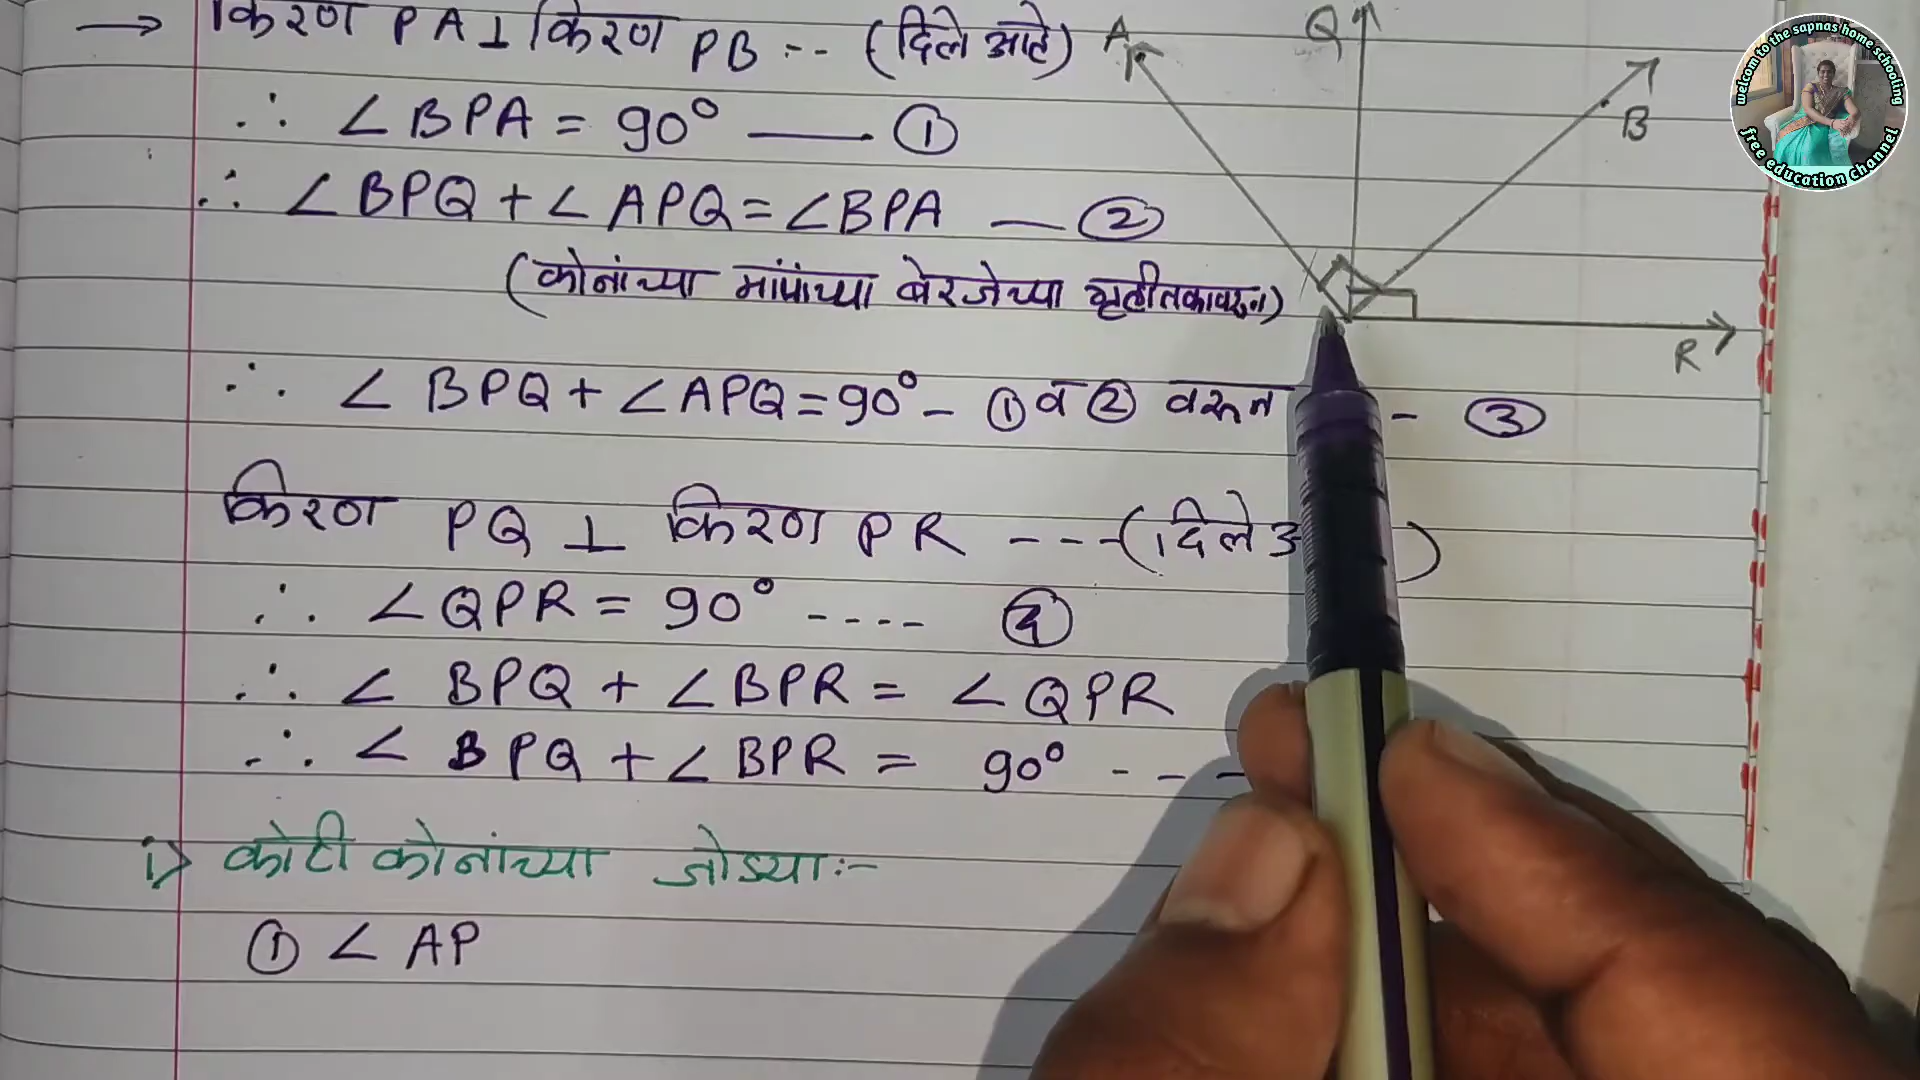 → किरण PA ⊥ किरण PB --- (दिले आहे)
∴ ∠BPA = 90° — ①
∴ ∠BPQ + ∠APQ = ∠BPA — ②
(कोनांच्या मापांच्या बेरजेच्या गृहीतकावरून)
∴ ∠BPQ + ∠APQ = 90° - ① व ② वरून - ③
किरण PQ ⊥ किरण PR --- (दिले
∴ ∠QPR = 90° ---- ④
∴ ∠BPQ + ∠BPR = ∠QPR
∴ ∠BPQ + ∠BPR = 90° ---
i) कोटी कोनांच्या जोड्या:-
① ∠AP
A
Q
B
R
welcom to the sapnas home schooling
free education channel